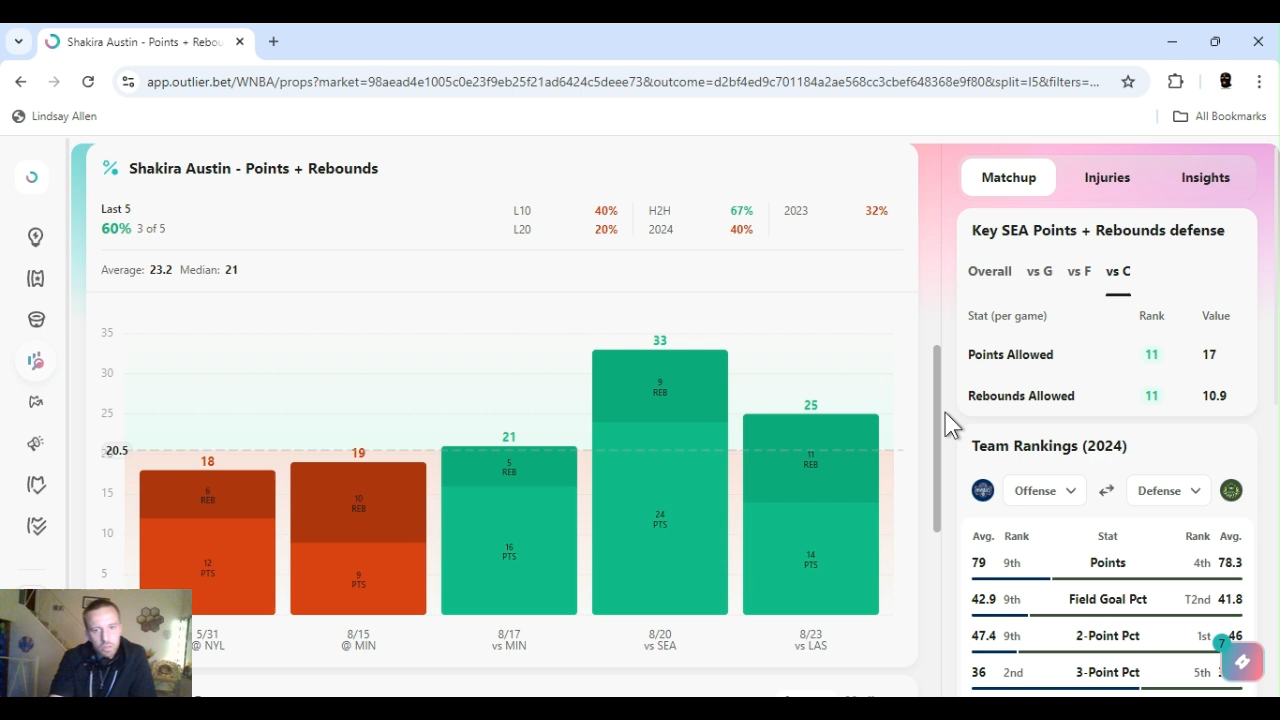 Shakira Austin - Points + Rebou
app.outlier.bet/WNBA/props?market=98aead4e1005c0e23f9eb25f21ad6424c5deee73&outcome=d2bf4ed9c701184a2ae568cc3cbef648368e9f80&split=l5&filters=...
Lindsay Allen
All Bookmarks
Shakira Austin - Points + Rebounds
Last 5
60% 3 of 5
L10 40% H2H 67% 2023 32%
L20 20% 2024 40%
Average: 23.2 Median: 21
35
30
25
20.5
15
10
5
18
6
REB
12
PTS
5/31
@ NYL
19
10
REB
9
PTS
8/15
@ MIN
21
5
REB
16
PTS
8/17
vs MIN
33
9
REB
24
PTS
8/20
vs SEA
25
11
REB
14
PTS
8/23
vs LAS
Matchup Injuries Insights
Key SEA Points + Rebounds defense
Overall vs G vs F vs C
Stat (per game) Rank Value
Points Allowed 11 17
Rebounds Allowed 11 10.9
Team Rankings (2024)
Offense Defense
Avg. Rank Stat Rank Avg.
79 9th Points 4th 78.3
42.9 9th Field Goal Pct T2nd 41.8
47.4 9th 2-Point Pct 1st 46
7
36 2nd 3-Point Pct 5th